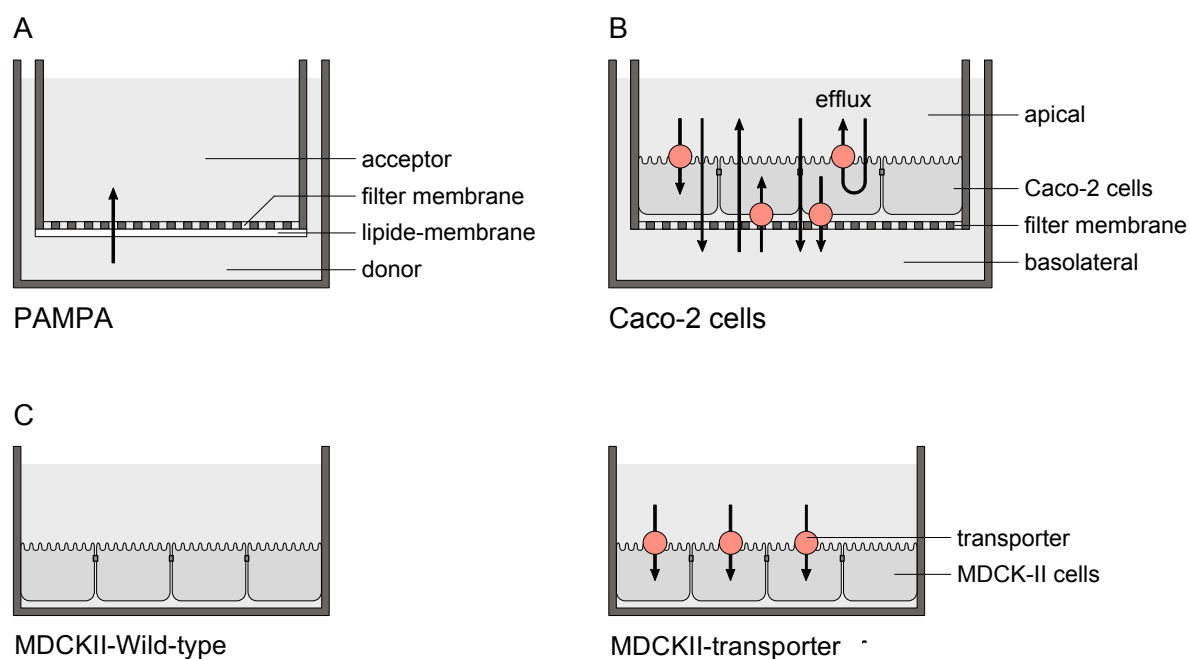 A
acceptor
filter membrane
lipide-membrane
donor
PAMPA
B
efflux
apical
Caco-2 cells
filter membrane
basolateral
Caco-2 cells
C
MDCKII-Wild-type
transporter
MDCK-II cells
MDCKII-transporter